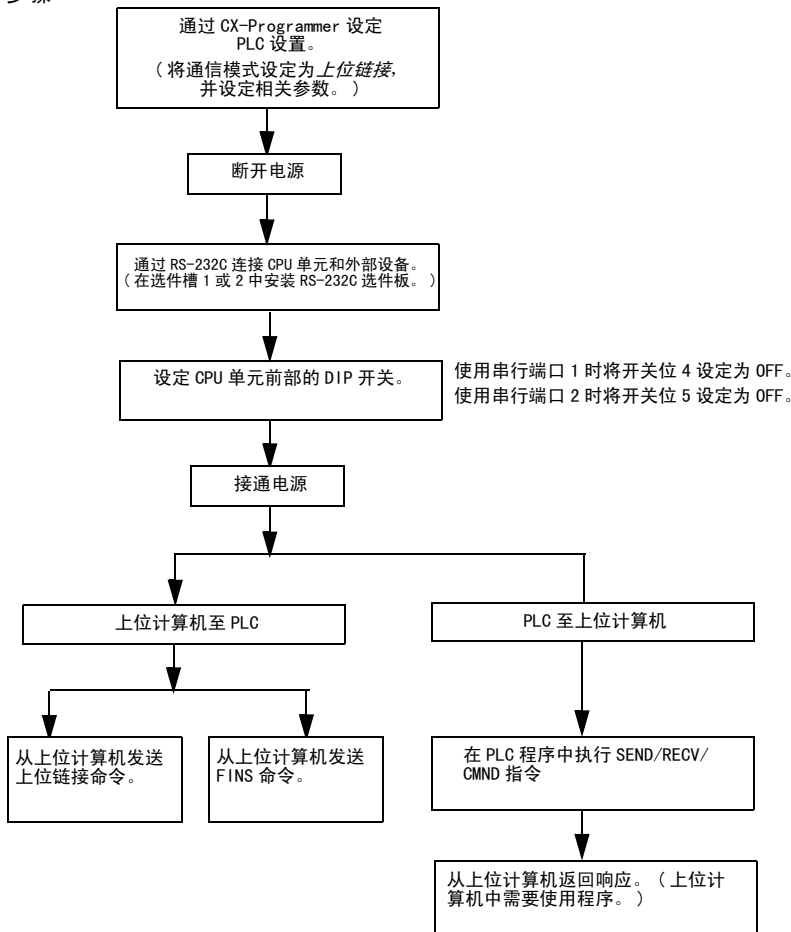 通过 CX-Programmer 设定
PLC 设置。
（将通信模式设定为上位链接，
并设定相关参数。）
断开电源
通过 RS-232C 连接 CPU 单元和外部设备。
（在选件槽 1 或 2 中安装 RS-232C 选件板。）
设定 CPU 单元前部的 DIP 开关。
使用串行端口 1 时将开关位 4 设定为 OFF。
使用串行端口 2 时将开关位 5 设定为 OFF。
接通电源
上位计算机至 PLC
PLC 至上位计算机
从上位计算机发送
上位链接命令。
从上位计算机发送
FINS 命令。
在 PLC 程序中执行 SEND/RECV/
CMND 指令
从上位计算机返回响应。（上位计
算机中需要使用程序。）